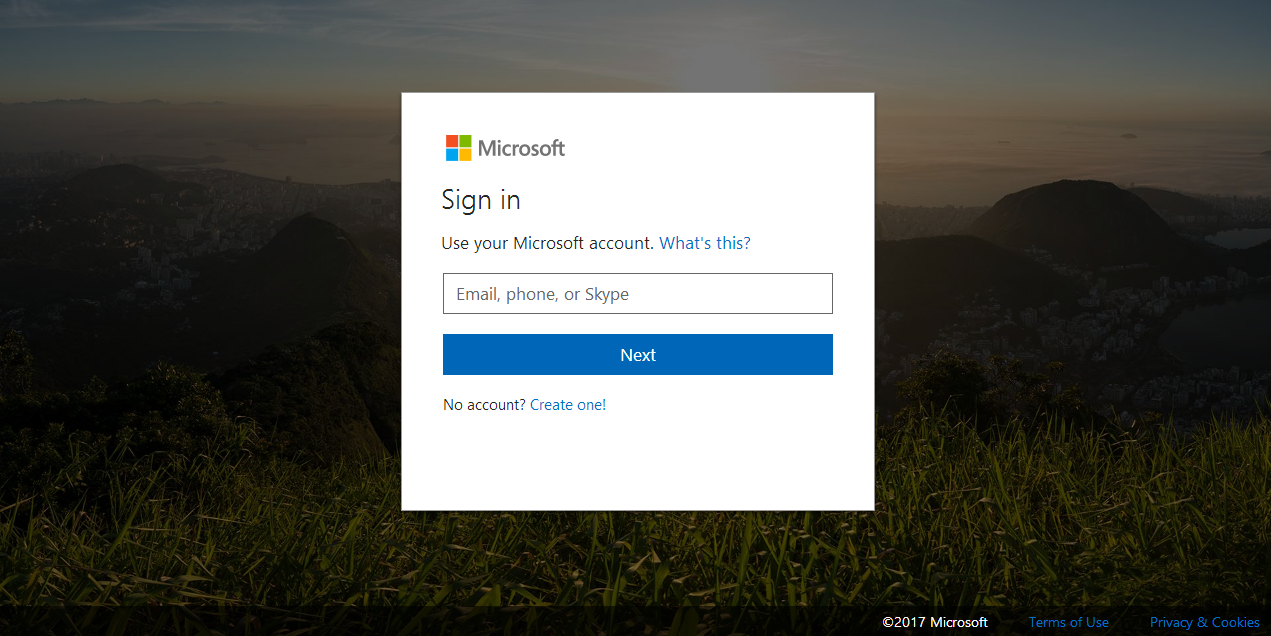 Microsoft
Sign in
Use your Microsoft account. What's this?
Email, phone, or Skype
Next
No account? Create one!
©2017 Microsoft Terms of Use Privacy & Cookies